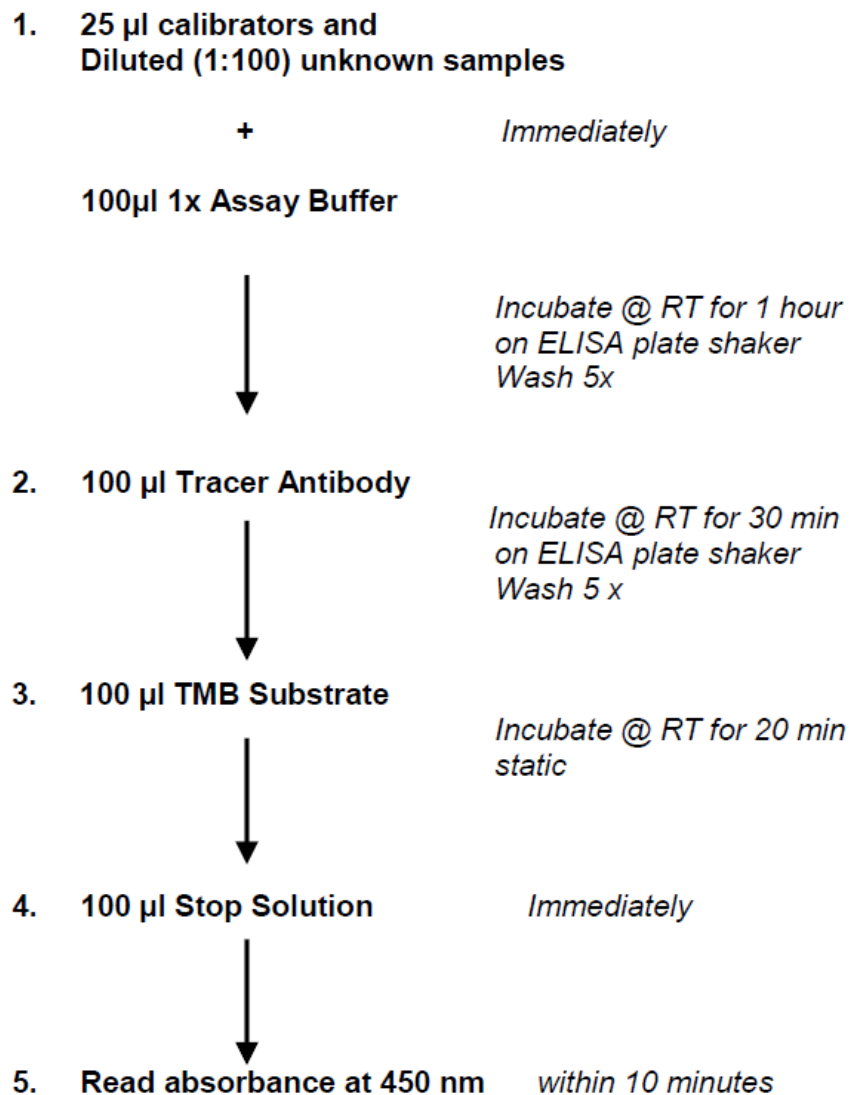 1. 25 µl calibrators and
Diluted (1:100) unknown samples
+ Immediately
100µl 1x Assay Buffer
Incubate @ RT for 1 hour
on ELISA plate shaker
Wash 5x
2. 100 µl Tracer Antibody
Incubate @ RT for 30 min
on ELISA plate shaker
Wash 5 x
3. 100 µl TMB Substrate
Incubate @ RT for 20 min
static
4. 100 µl Stop Solution Immediately
5. Read absorbance at 450 nm within 10 minutes